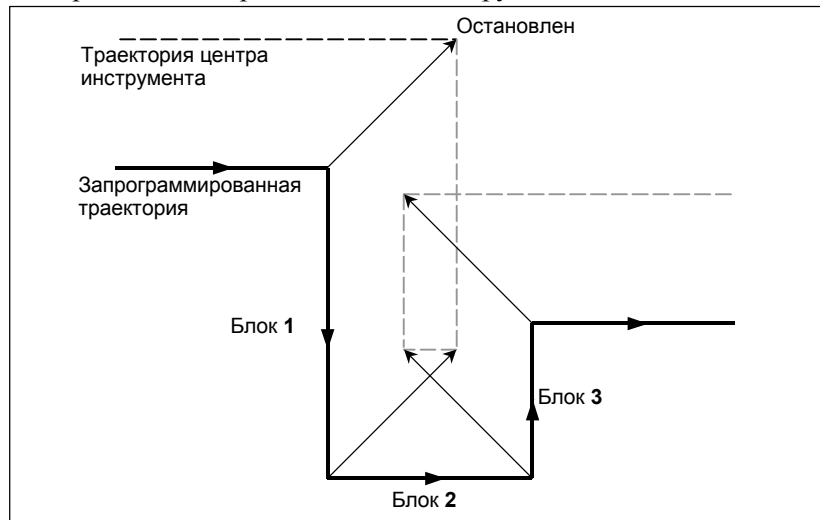 Остановлен
Траектория центра
инструмента
Запрограммированная
траектория
Блок 1
Блок 3
Блок 2